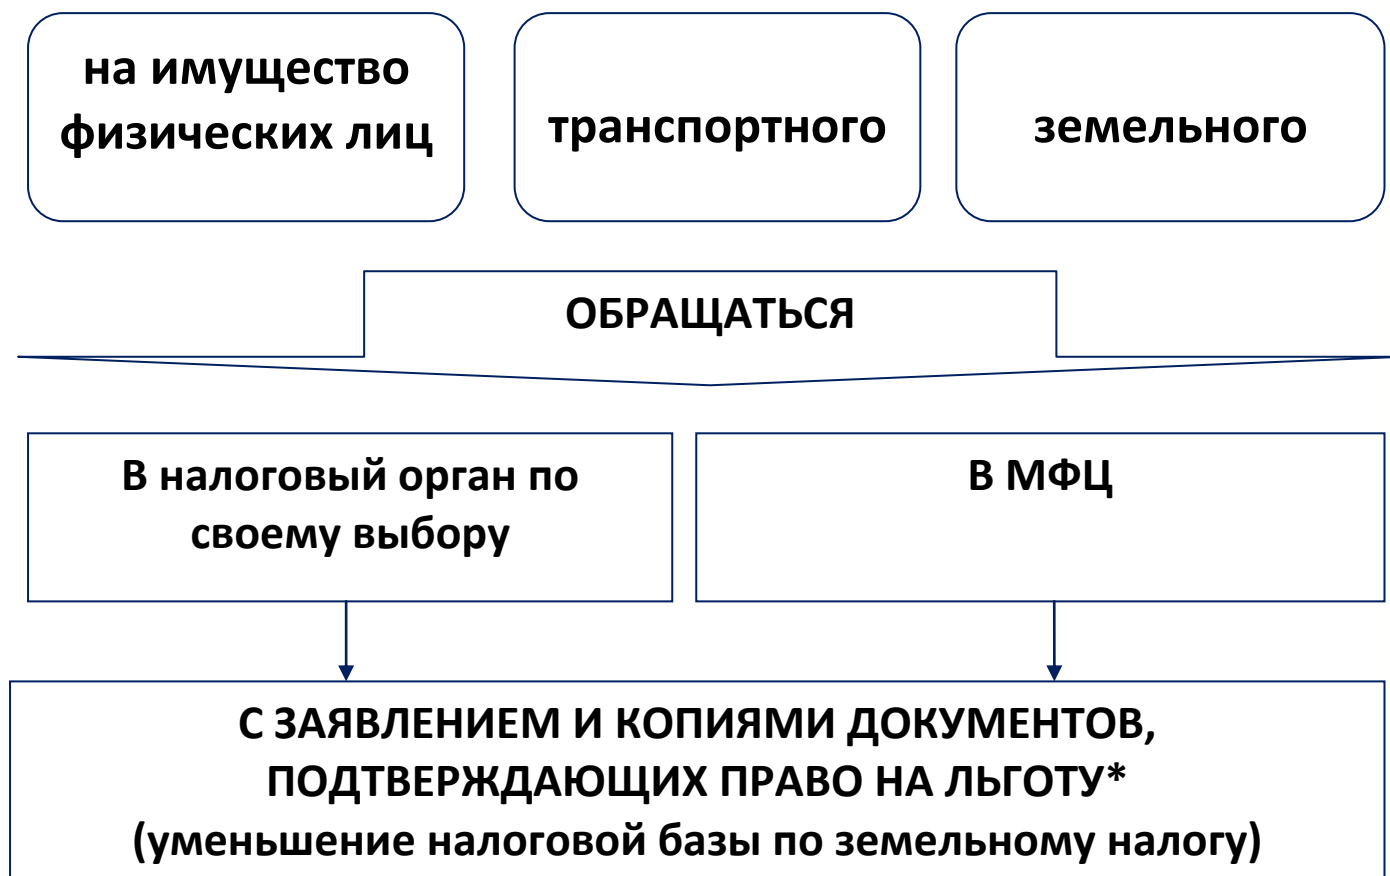 на имущество
физических лиц
транспортного
земельного
ОБРАЩАТЬСЯ
В налоговый орган по
своему выбору
В МФЦ
С ЗАЯВЛЕНИЕМ И КОПИЯМИ ДОКУМЕНТОВ,
ПОДТВЕРЖДАЮЩИХ ПРАВО НА ЛЬГОТУ*
(уменьшение налоговой базы по земельному налогу)